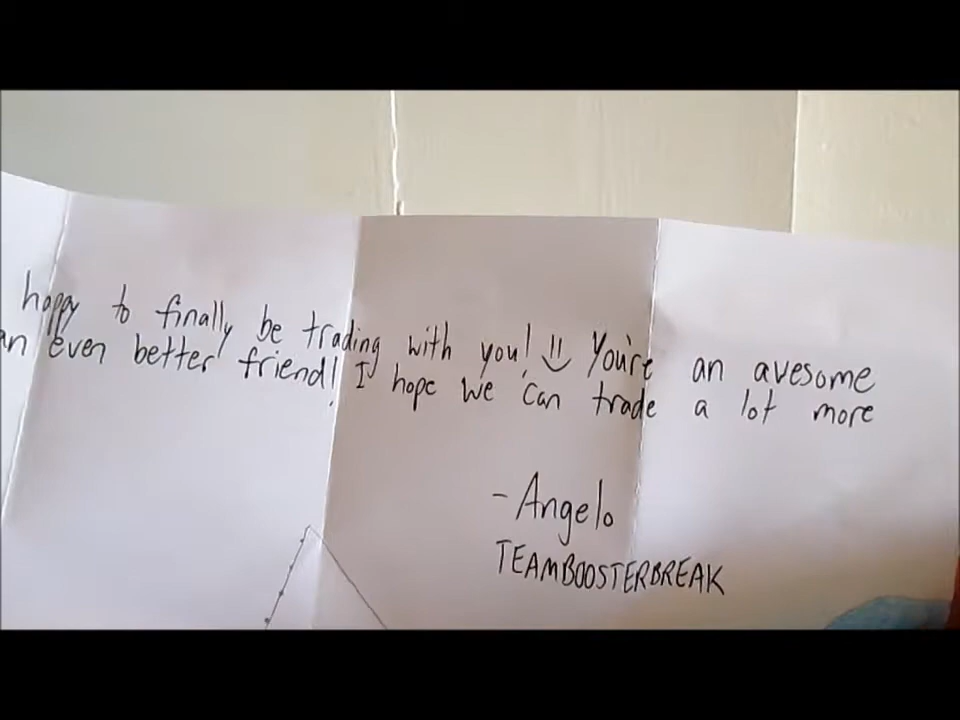 happy to finally be trading with you! You're an avesome
an even better friend! I hope we can trade a lot more
- Angelo
TEAMBOOSTERBREAK